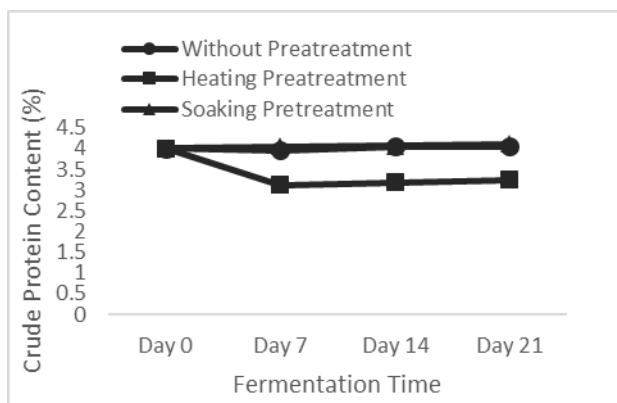 Without Preatreatment
Heating Preatreatment
Soaking Pretreatment
Crude Protein Content (%)
4.5
4
3.5
3
2.5
2
1.5
1
0.5
0
Day 0 Day 7 Day 14 Day 21
Fermentation Time